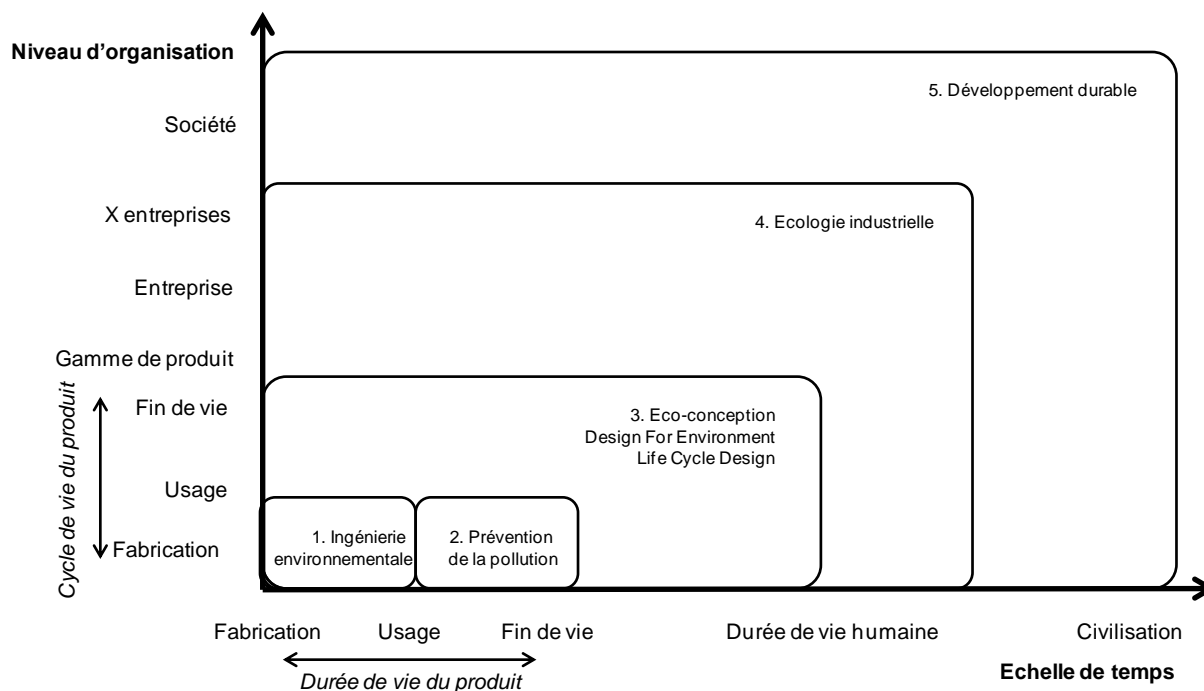 Niveau d'organisation
5. Développement durable
Société
X entreprises
4. Ecologie industrielle
Entreprise
Gamme de produit
Fin de vie
3. Eco-conception
Design For Environment
Life Cycle Design
Usage
1. Ingénierie
environnementale
2. Prévention
de la pollution
Fabrication
Cycle de vie du produit
Fabrication
Usage
Fin de vie
Durée de vie humaine
Civilisation
Durée de vie du produit
Echelle de temps